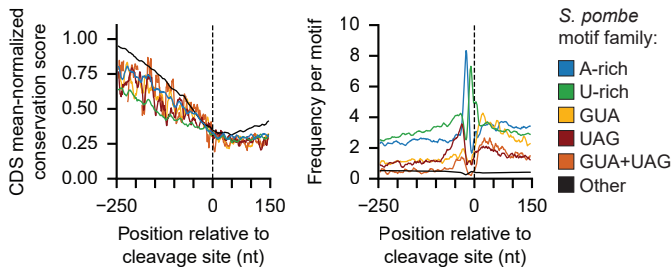 CDS mean-normalized
conservation score
1.00
0.75
0.50
0.25
0.00
−250
0
150
Position relative to
cleavage site (nt)
Frequency per motif
10
8
6
4
2
0
−250
0
150
Position relative to
cleavage site (nt)
S. pombe
motif family:
A-rich
U-rich
GUA
UAG
GUA+UAG
Other